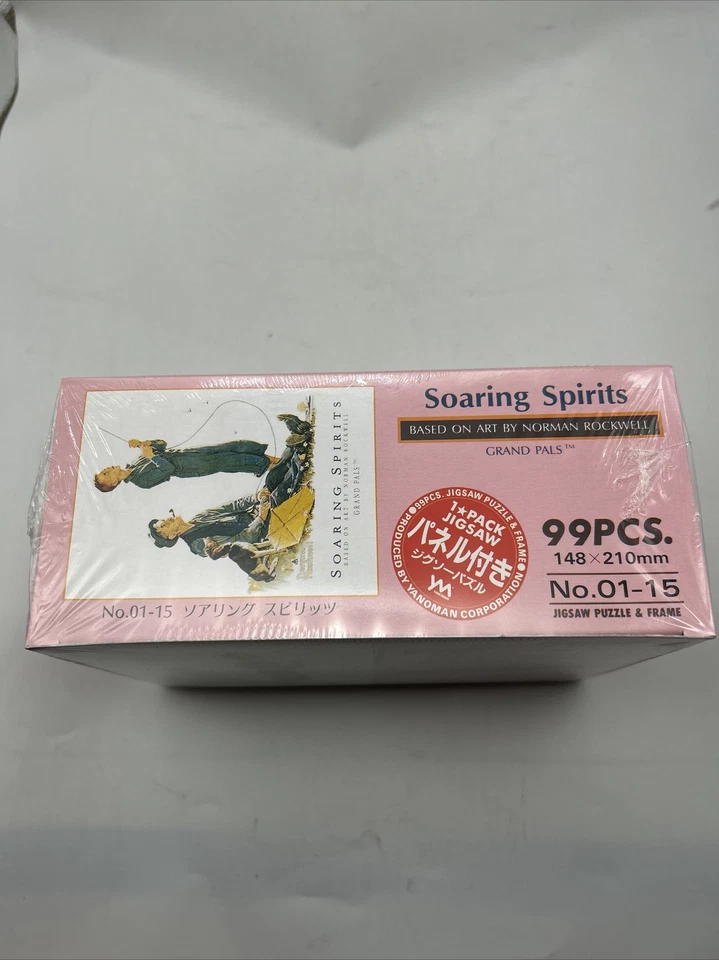 SOARING SPIRITS
BASED ON ART BY NORMAN ROCKWELL
GRAND PALS™
No.01-15 ソアリング スピリッツ
Soaring Spirits
BASED ON ART BY NORMAN ROCKWELL
GRAND PALS™
●99PCS. JIGSAW PUZZLE & FRAME●
1★PACK
JIGSAW
パネル付き
ジグソーパズル
PRODUCED BY YANOMAN CORPORATION
99PCS.
148×210mm
No.01-15
JIGSAW PUZZLE & FRAME